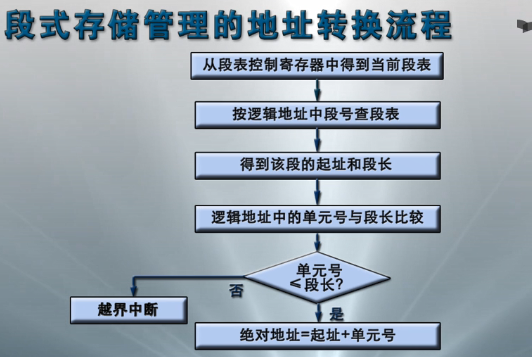 段式存储管理的地址转换流程
从段表控制寄存器中得到当前段表
按逻辑地址中段号查段表
得到该段的起址和段长
逻辑地址中的单元号与段长比较
单元号
≤段长?
否
是
越界中断
绝对地址=起址+单元号